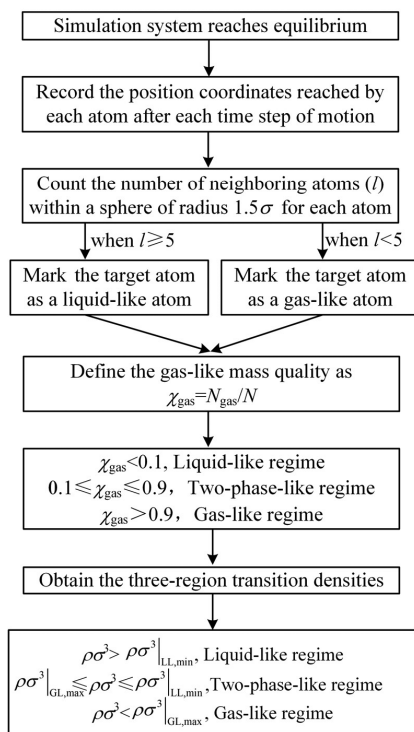 Simulation system reaches equilibrium
Record the position coordinates reached by
each atom after each time step of motion
Count the number of neighboring atoms (l)
within a sphere of radius 1.5σ for each atom
when l≥5
when l<5
Mark the target atom
as a liquid-like atom
Mark the target atom
as a gas-like atom
Define the gas-like mass quality as
χgas=Ngas/N
χgas<0.1, Liquid-like regime
0.1≤χgas≤0.9, Two-phase-like regime
χgas>0.9, Gas-like regime
Obtain the three-region transition densities
ρσ³> ρσ³|LL,min, Liquid-like regime
ρσ³|GL,max≤ρσ³≤ρσ³|LL,min,Two-phase-like regime
ρσ³<ρσ³|GL,max, Gas-like regime